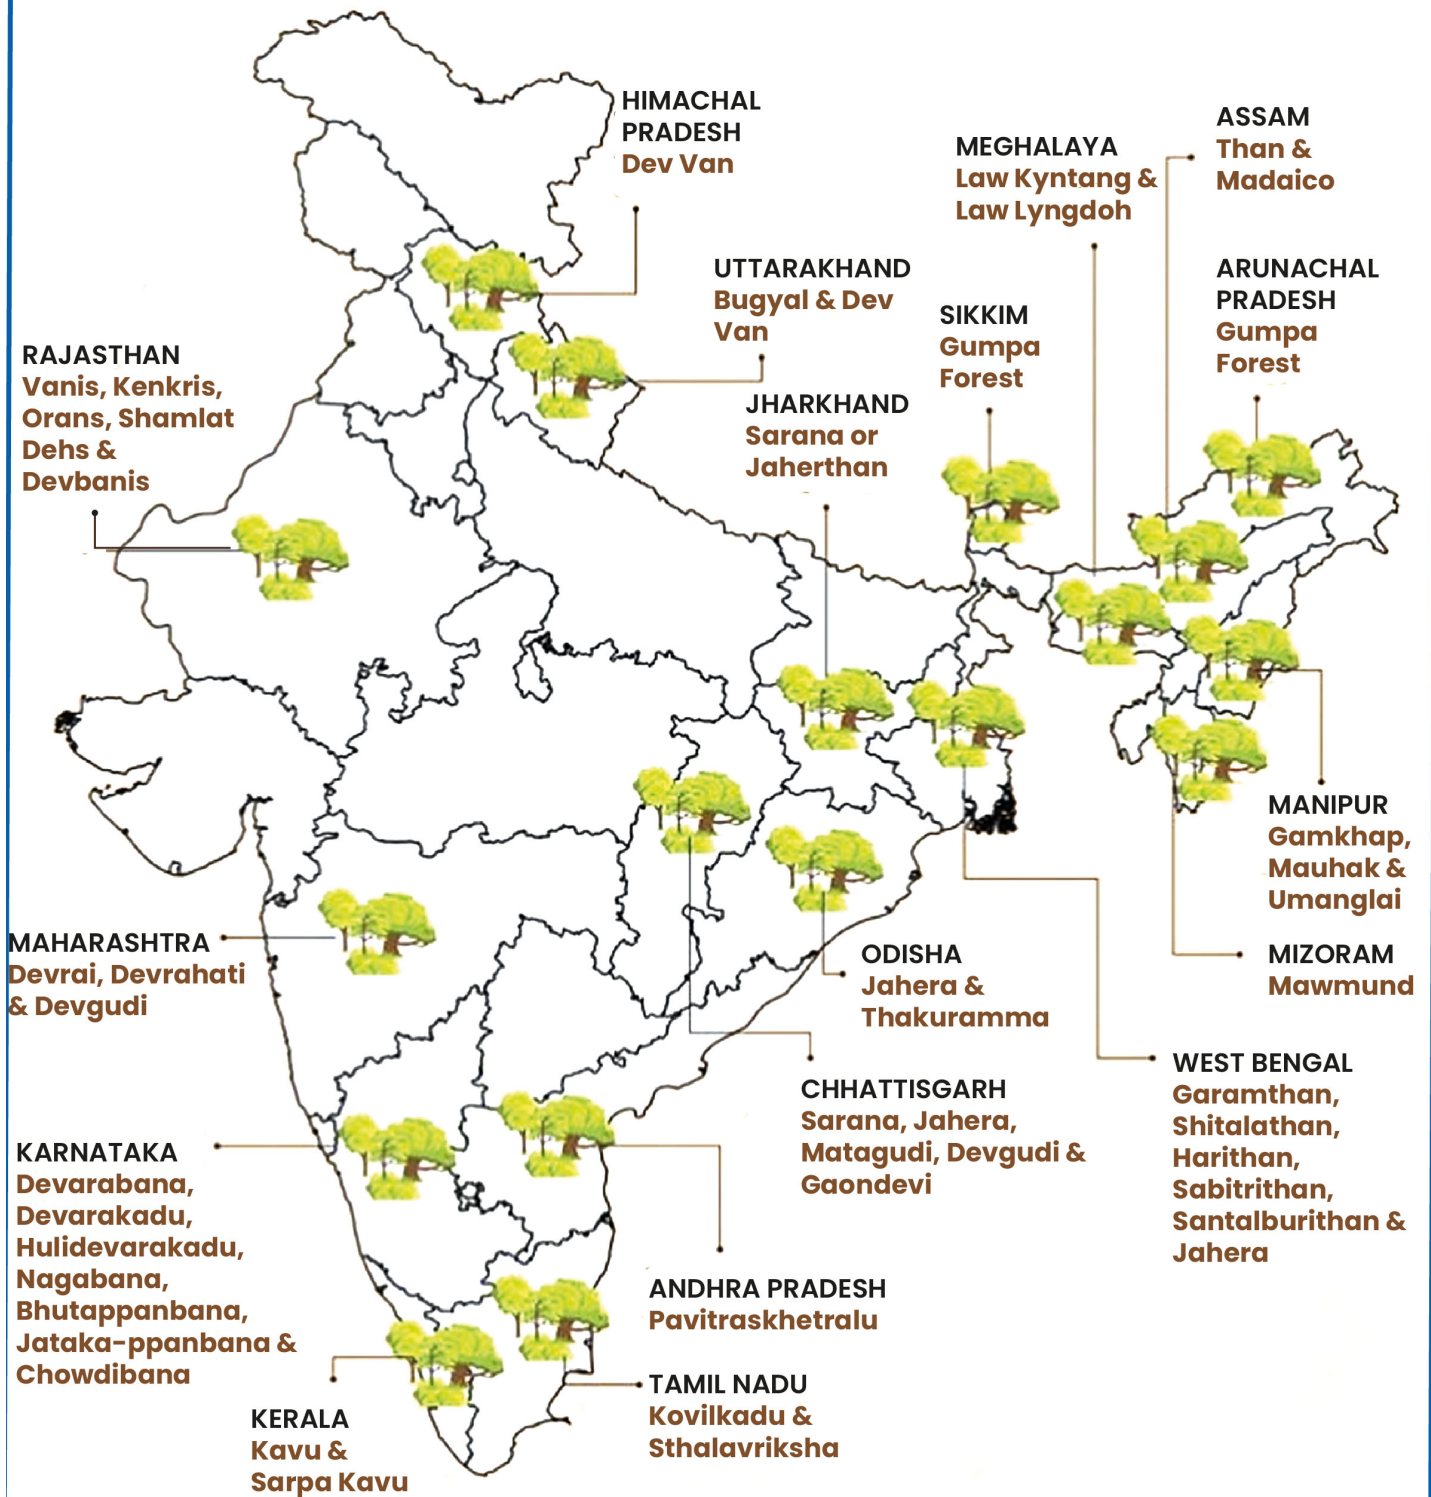 HIMACHAL
PRADESH
Dev Van
ASSAM
Than &
Madaico
MEGHALAYA
Law Kyntang &
Law Lyngdoh
UTTARAKHAND
Bugyal & Dev
Van
ARUNACHAL
PRADESH
Gumpa
Forest
SIKKIM
Gumpa
Forest
RAJASTHAN
Vanis, Kenkris,
Orans, Shamlat
Dehs &
Devbanis
JHARKHAND
Sarana or
Jaherthan
MANIPUR
Gamkhap,
Mauhak &
Umanglai
MAHARASHTRA
Devrai, Devrahati
& Devgudi
ODISHA
Jahera &
Thakuramma
MIZORAM
Mawmund
WEST BENGAL
Garamthan,
Shitalathan,
Harithan,
Sabitrithan,
Santalburithan &
Jahera
CHHATTISGARH
Sarana, Jahera,
Matagudi, Devgudi &
Gaondevi
KARNATAKA
Devarabana,
Devarakadu,
Hulidevarakadu,
Nagabana,
Bhutappanbana,
Jataka-ppanbana &
Chowdibana
ANDHRA PRADESH
Pavitraskhetralu
TAMIL NADU
Kovilkadu &
Sthalavriksha
KERALA
Kavu &
Sarpa Kavu